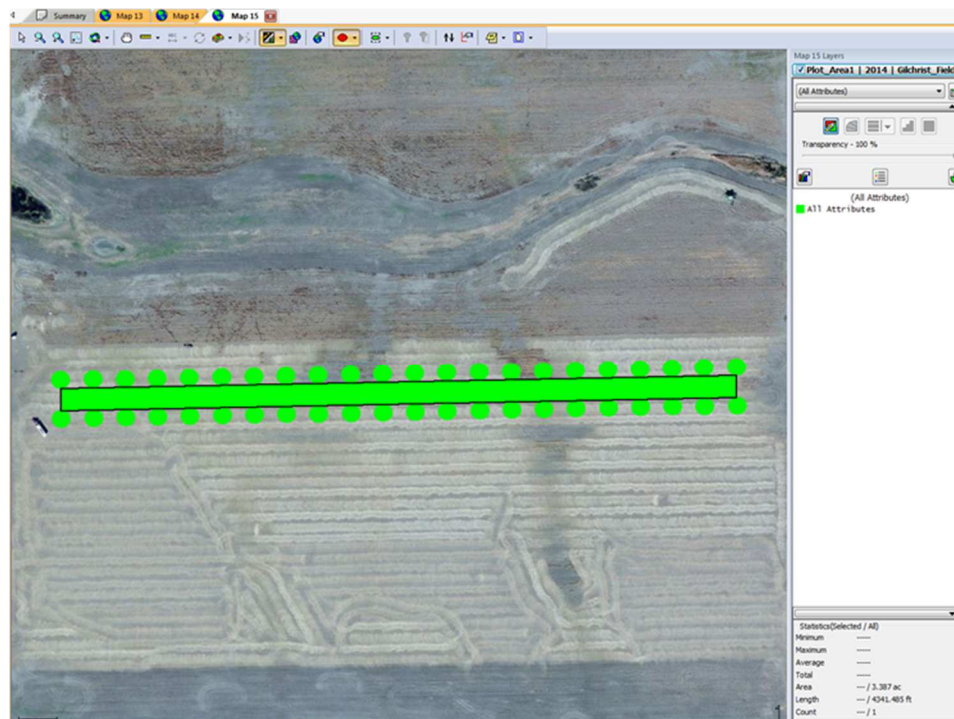 Summary
Map 13
Map 14
Map 15
Map 15 Layers
Plot_Area1 | 2014 | Gilchrist_Field
(All Attributes)
Transparency - 100 %
(All Attributes)
All Attributes
Statistics(Selected / All)
Minimum -----
Maximum -----
Average -----
Total -----
Area --- / 3.387 ac
Length --- / 4341.485 ft
Count --- / 1